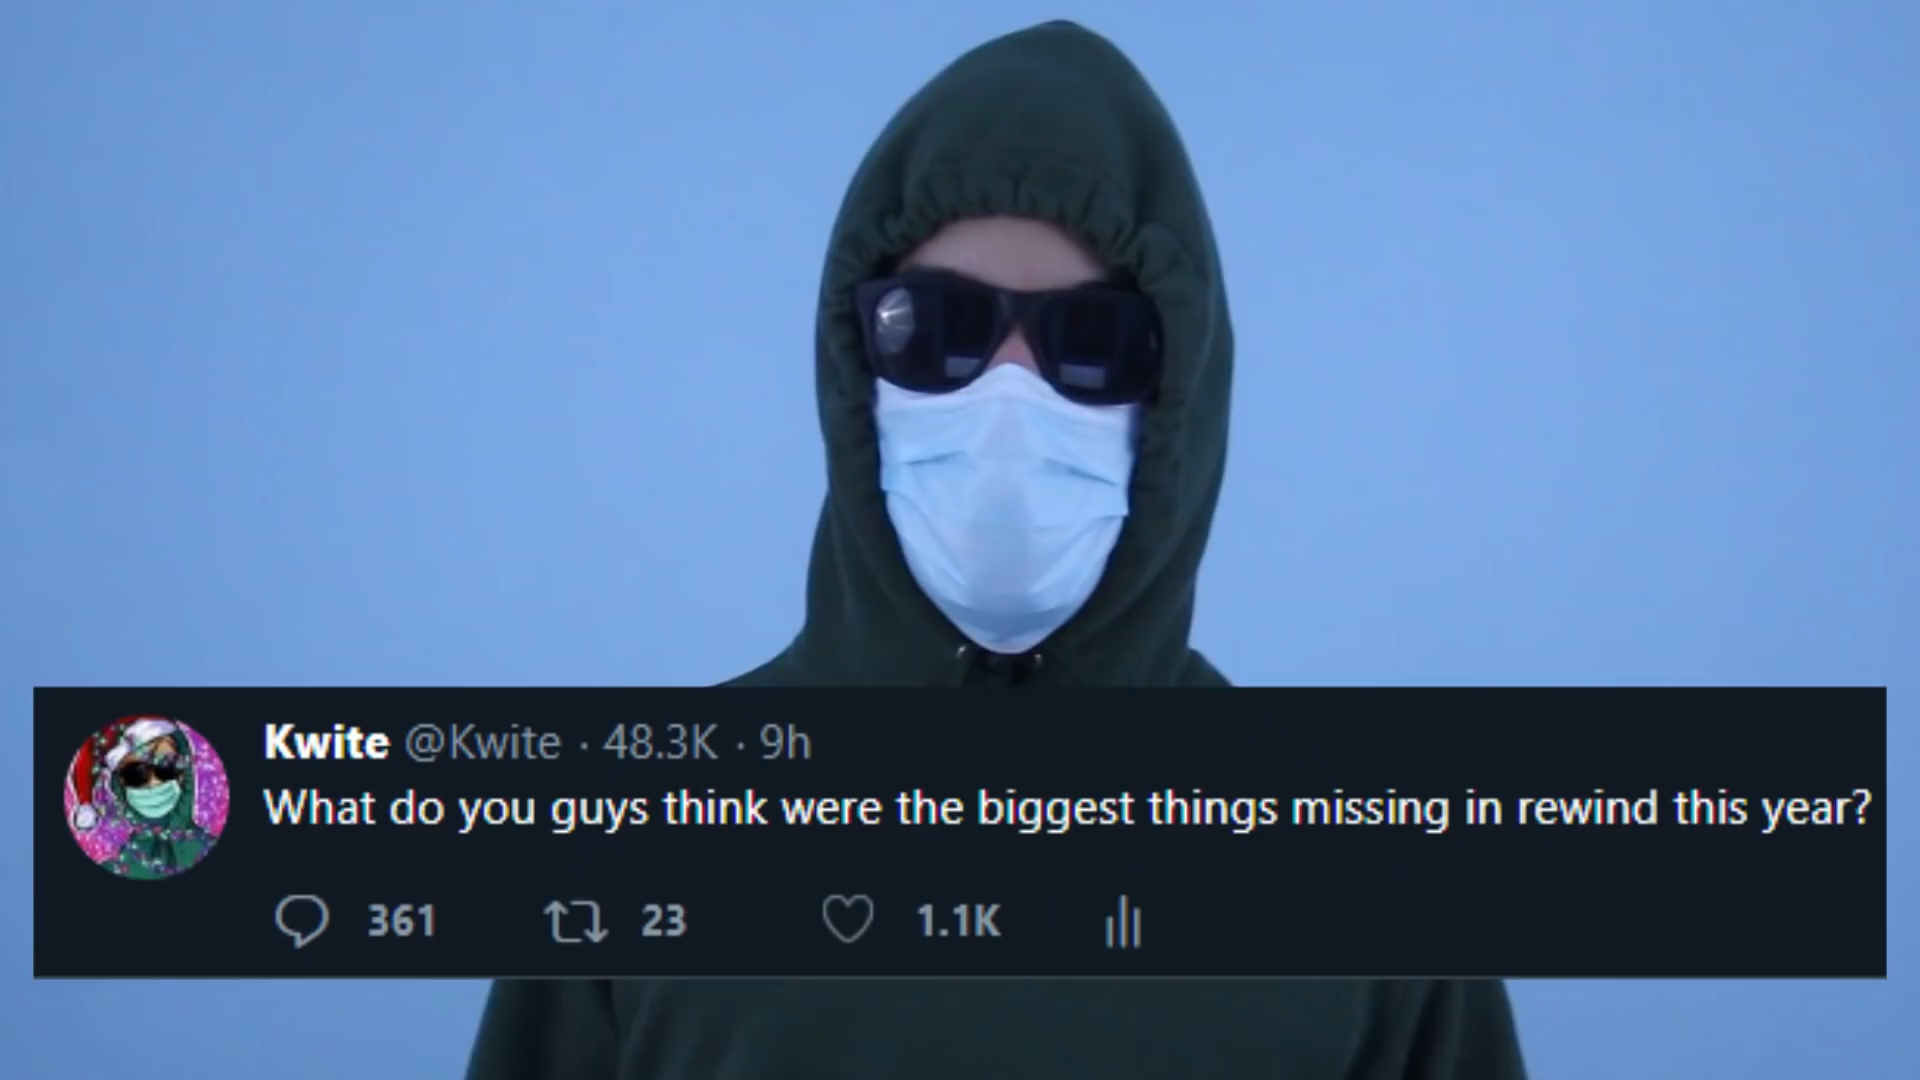 Kwite @Kwite · 48.3K · 9h
What do you guys think were the biggest things missing in rewind this year?
361 23 1.1K